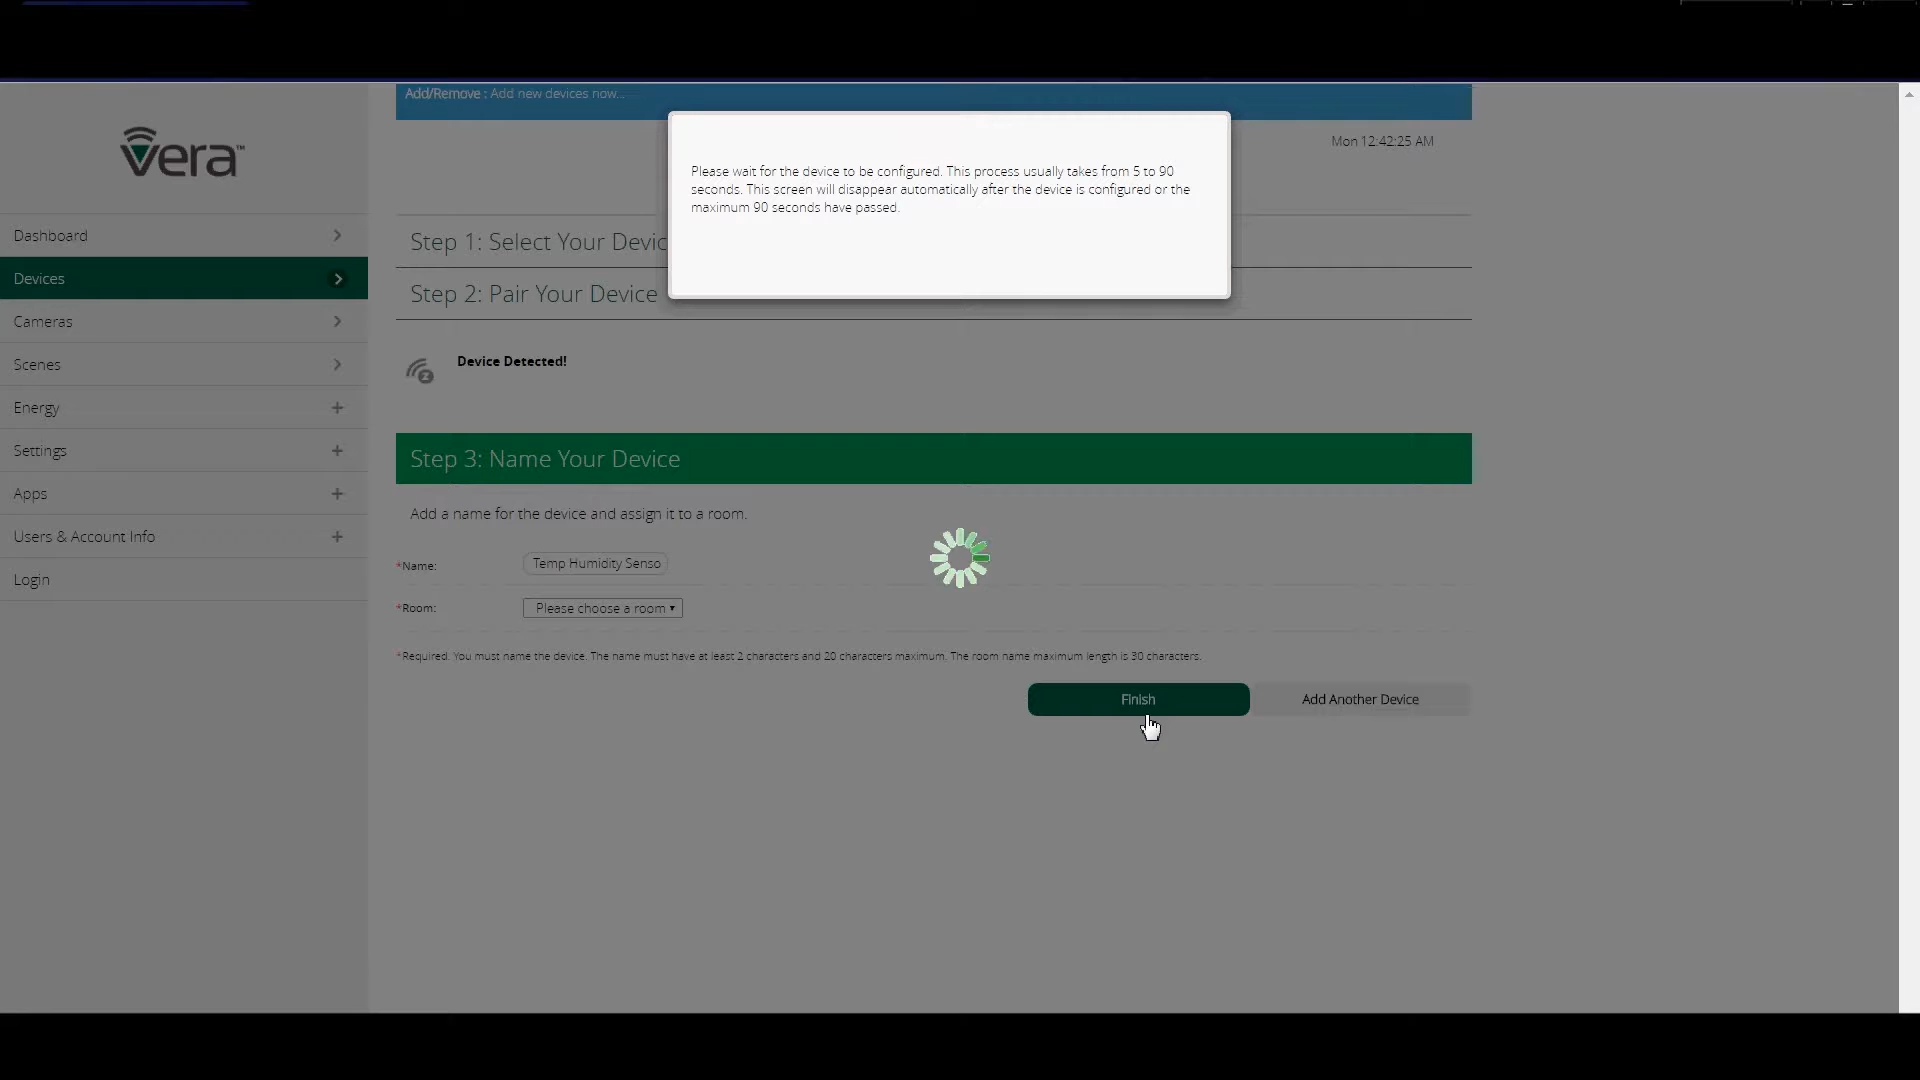 Add/Remove : Add new devices now...
vera™
Mon 12:42:25 AM
Please wait for the device to be configured. This process usually takes from 5 to 90
seconds. This screen will disappear automatically after the device is configured or the
maximum 90 seconds have passed.
Dashboard
Devices
Cameras
Scenes
Energy
Settings
Apps
Users & Account Info
Login
Step 1: Select Your Devic
Step 2: Pair Your Device
Device Detected!
Step 3: Name Your Device
Add a name for the device and assign it to a room.
*Name: Temp Humidity Senso
*Room: Please choose a room
*Required. You must name the device. The name must have at least 2 characters and 20 characters maximum. The room name maximum length is 30 characters.
Finish
Add Another Device